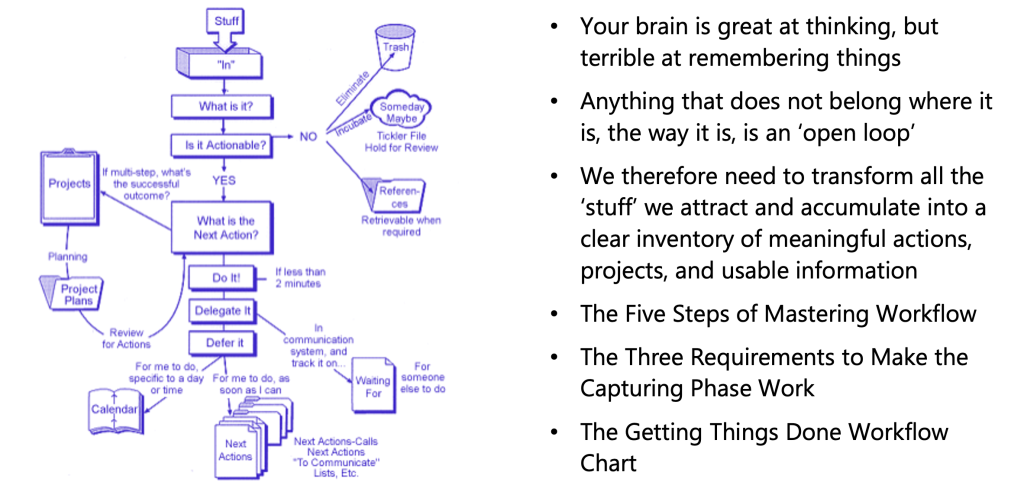 Stuff
"In"
What is it?
Is it Actionable?
NO
Eliminate
Trash
Incubate
Someday
Maybe
Tickler File
Hold for Review
Referen-
ces
Retrievable when
required
YES
Projects
If multi-step, what's
the successful
outcome?
What is the
Next Action?
Planning
Project
Plans
Review
for Actions
Do It!
If less than
2 minutes
Delegate It
In
communication
system, and
track it on...
Waiting
For
For
someone
else to do
Defer it
For me to do,
specific to a day
or time
Calendar
For me to do, as
soon as I can
Next
Actions
Next Actions-Calls
Next Actions
"To Communicate"
Lists, Etc.
• Your brain is great at thinking, but
terrible at remembering things
• Anything that does not belong where it
is, the way it is, is an ‘open loop’
• We therefore need to transform all the
‘stuff’ we attract and accumulate into a
clear inventory of meaningful actions,
projects, and usable information
• The Five Steps of Mastering Workflow
• The Three Requirements to Make the
Capturing Phase Work
• The Getting Things Done Workflow
Chart